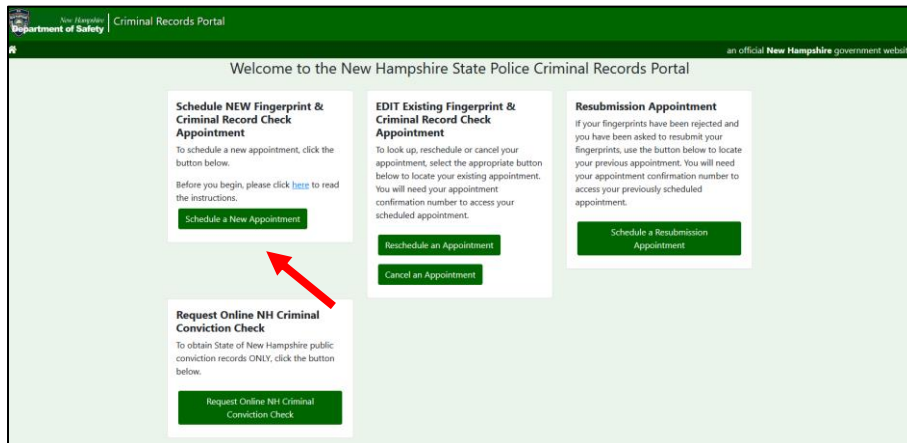 New Hampshire
Department of Safety
Criminal Records Portal
an official New Hampshire government websit
Welcome to the New Hampshire State Police Criminal Records Portal
Schedule NEW Fingerprint &
Criminal Record Check
Appointment
To schedule a new appointment, click the
button below.
Before you begin, please click here to read
the instructions.
Schedule a New Appointment
EDIT Existing Fingerprint &
Criminal Record Check
Appointment
To look up, reschedule or cancel your
appointment, select the appropriate button
below to locate your existing appointment.
You will need your appointment
confirmation number to access your
scheduled appointment.
Reschedule an Appointment
Cancel an Appointment
Resubmission Appointment
If your fingerprints have been rejected and
you have been asked to resubmit your
fingerprints, use the button below to locate
your previous appointment. You will need
your appointment confirmation number to
access your previously scheduled
appointment.
Schedule a Resubmission
Appointment
Request Online NH Criminal
Conviction Check
To obtain State of New Hampshire public
conviction records ONLY, click the button
below.
Request Online NH Criminal
Conviction Check